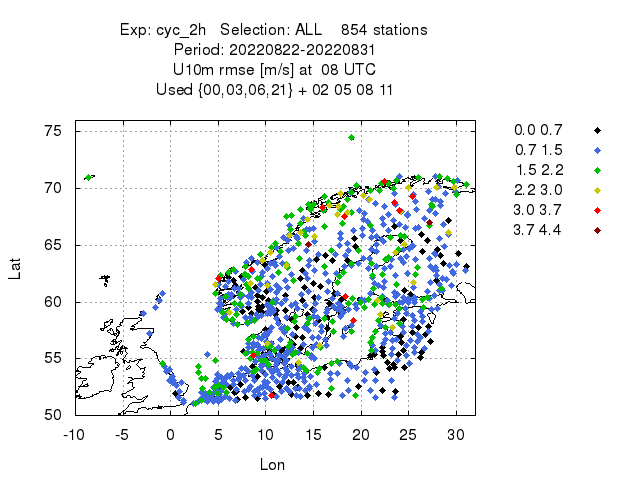 Exp: cyc_2h   Selection: ALL    854 stations
Period: 20220822-20220831
U10m rmse [m/s] at  08 UTC
Used {00,03,06,21} + 02 05 08 11
0.0 0.7
0.7 1.5
1.5 2.2
2.2 3.0
3.0 3.7
3.7 4.4
75
70
65
60
55
50
Lat
-10 -5 0 5 10 15 20 25 30
Lon